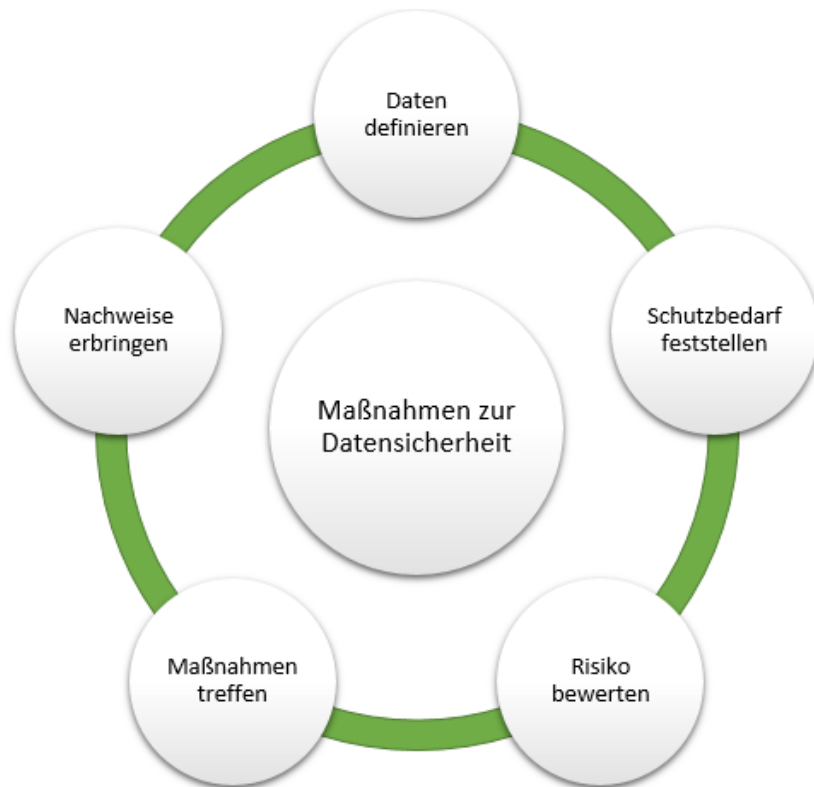 Daten
definieren
Schutzbedarf
feststellen
Risiko
bewerten
Maßnahmen
treffen
Nachweise
erbringen
Maßnahmen zur
Datensicherheit